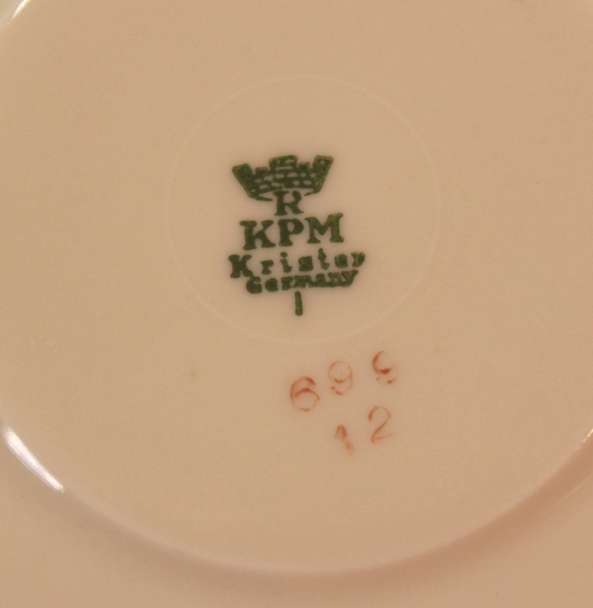 R
KPM
Krister
Germany
I
699
12